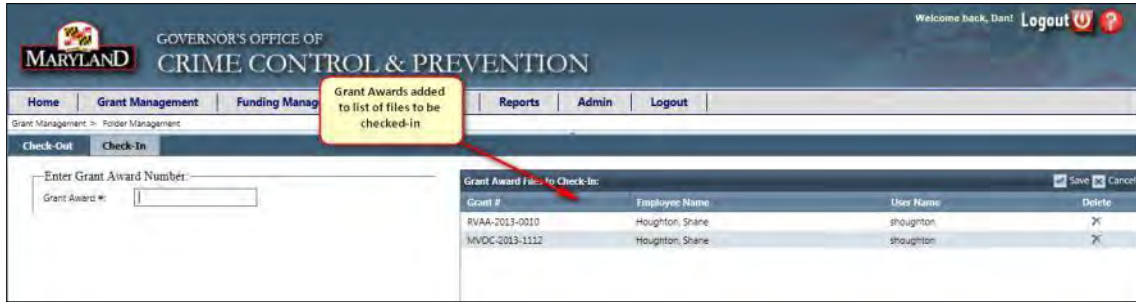 Welcome back, Dan! Logout
MARYLAND
GOVERNOR'S OFFICE OF
CRIME CONTROL & PREVENTION
Home Grant Management Funding Manag Reports Admin Logout
Grant Awards added
to list of files to be
checked-in
Grant Management > Folder Management
Check-Out Check-In
Enter Grant Award Number:
Grant Award #:
Grant Award Files to Check-In: Save Cancel
Grant # Employee Name User Name Delete
RVAA-2013-0010 Houghton, Shane shoughton
MVOC-2013-1112 Houghton, Shane shoughton